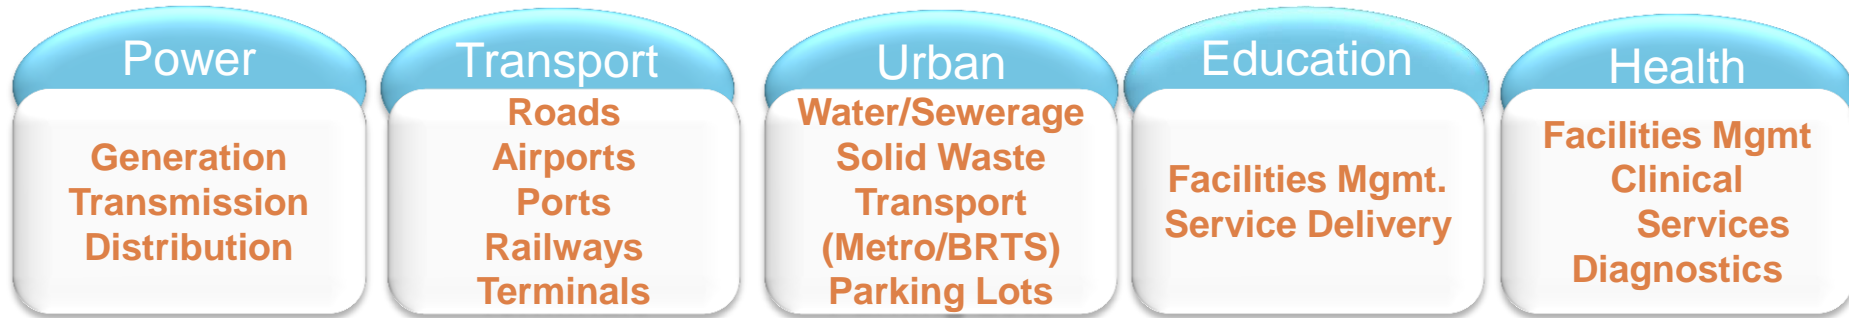 Power
Generation
Transmission
Distribution
Transport
Roads
Airports
Ports
Railways
Terminals
Urban
Water/Sewerage
Solid Waste
Transport
(Metro/BRTS)
Parking Lots
Education
Facilities Mgmt.
Service Delivery
Health
Facilities Mgmt
Clinical
Services
Diagnostics